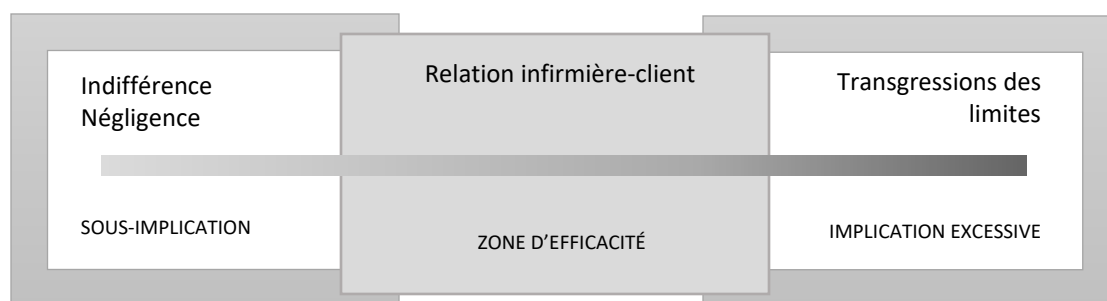 Indifférence
Négligence
SOUS-IMPLICATION
Relation infirmière-client
ZONE D’EFFICACITÉ
Transgressions des
limites
IMPLICATION EXCESSIVE